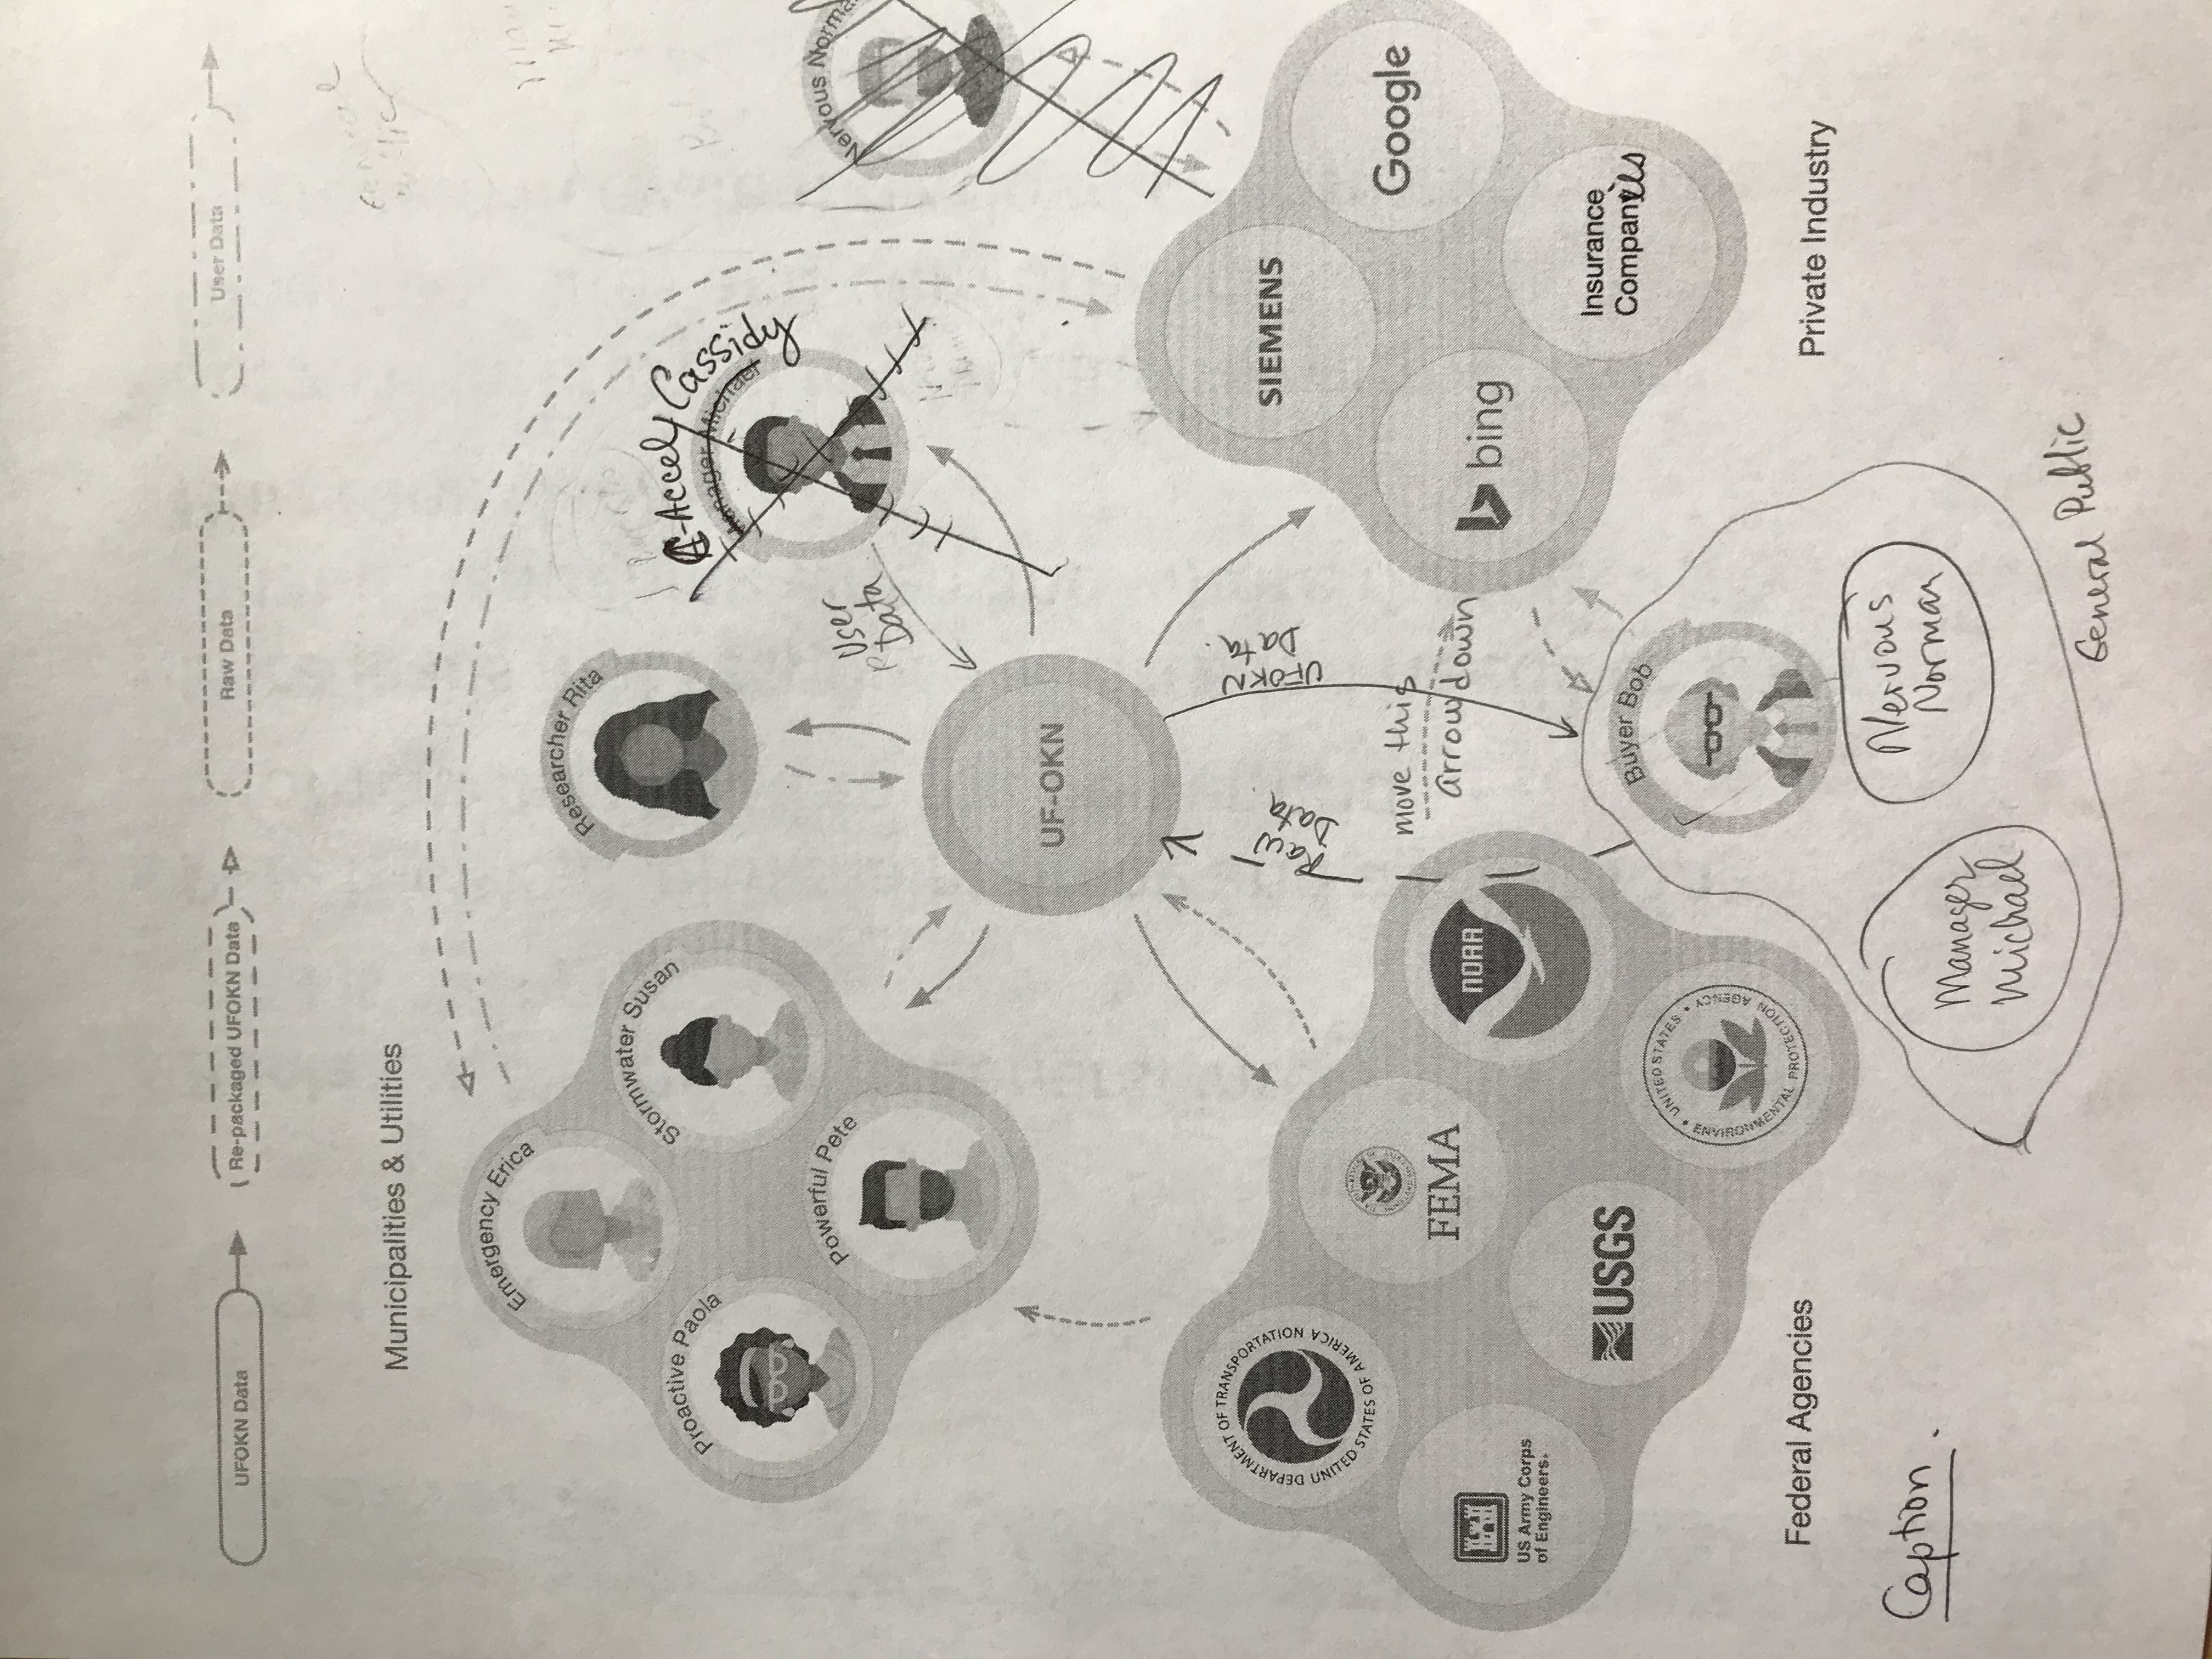 UFOKN Data
Re-packaged UFOKN Data
Raw Data
User Data
General
Public
Municipalities & Utilities
Emergency Erica
Researcher Rita
Stormwater Susan
Proactive Paola
Powerful Pete
-Accel Cassidy
Manager Michael
Nervous Norma
User
Data
UF-OKN
Raw
Data
UFOKN
Data.
DEPARTMENT OF TRANSPORTATION
UNITED STATES OF AMERICA
FEMA
NOAA
US Army Corps
of Engineers®
USGS
UNITED STATES
ENVIRONMENTAL PROTECTION AGENCY
move this
arrow down
SIEMENS
Google
bing
Insurance
Companies
Buyer Bob
Federal Agencies
Private Industry
Caption.
Nervous
Norman
Manager
Michael
General Public